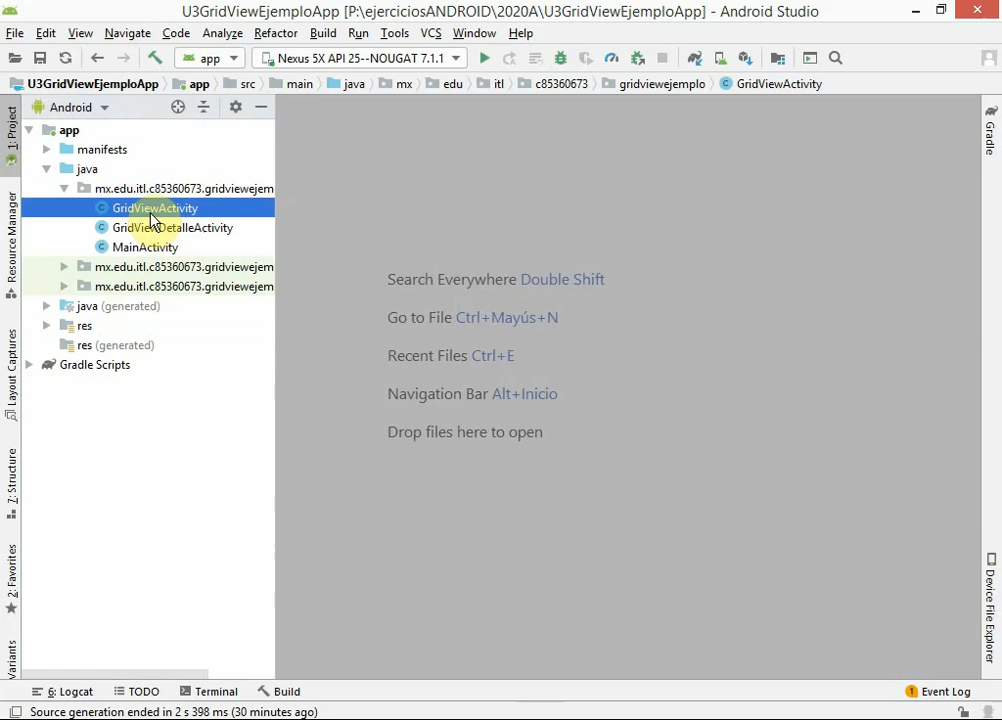 U3GridViewEjemploApp [P:\ejerciciosANDROID\2020A\U3GridViewEjemploApp] - Android Studio
File Edit View Navigate Code Analyze Refactor Build Run Tools VCS Window Help
app Nexus 5X API 25--NOUGAT 7.1.1
U3GridViewEjemploApp app src main java mx edu itl c85360673 gridviewejemplo GridViewActivity
1: Project
Resource Manager
Layout Captures
7: Structure
2: Favorites
Variants
Android
app
manifests
java
mx.edu.itl.c85360673.gridviewejem
GridViewActivity
GridViewDetalleActivity
MainActivity
mx.edu.itl.c85360673.gridviewejem
mx.edu.itl.c85360673.gridviewejem
java (generated)
res
res (generated)
Gradle Scripts
Search Everywhere Double Shift
Go to File Ctrl+Mayús+N
Recent Files Ctrl+E
Navigation Bar Alt+Inicio
Drop files here to open
Gradle
Device File Explorer
6: Logcat TODO Terminal Build 1 Event Log
Source generation ended in 2 s 398 ms (30 minutes ago)